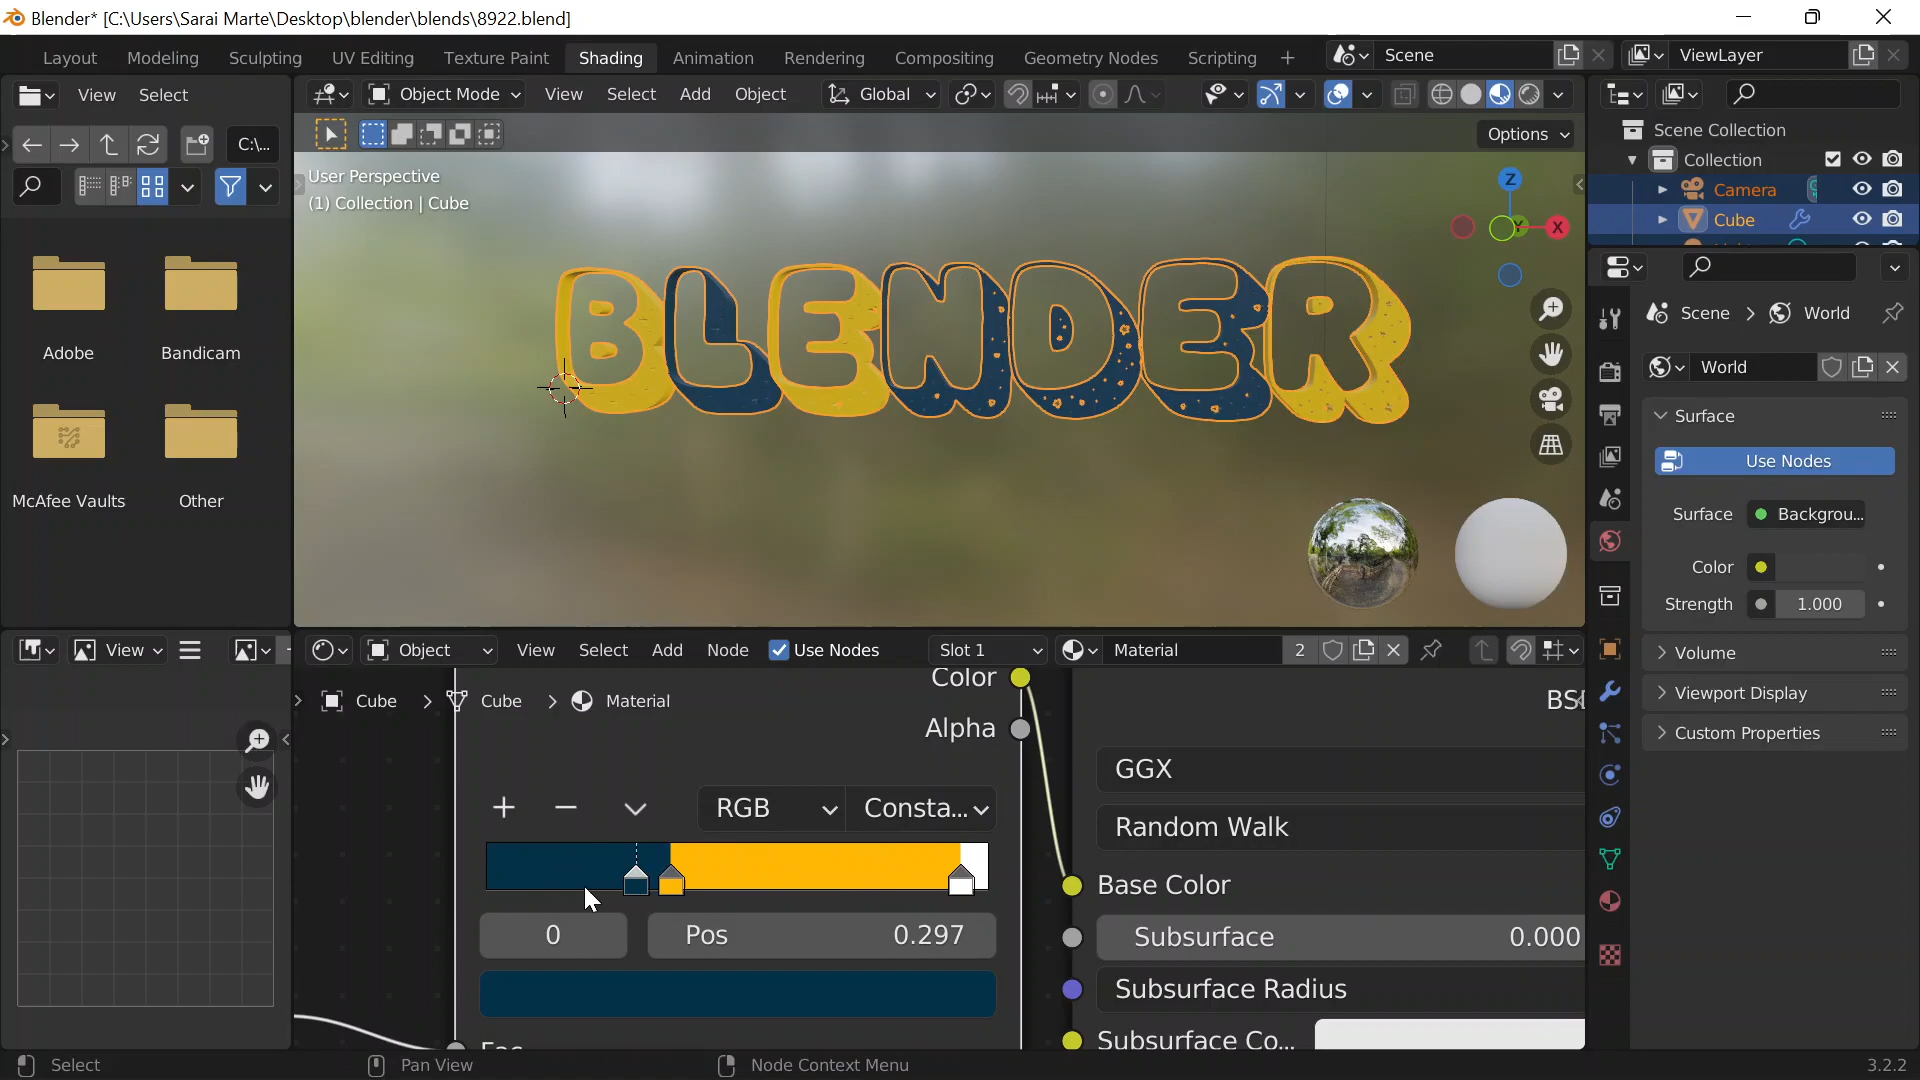 Blender* [C:\Users\Sarai Marte\Desktop\blender\blends\8922.blend]
Layout Modeling Sculpting UV Editing Texture Paint Shading Animation Rendering Compositing Geometry Nodes Scripting + Scene ViewLayer
View Select Object Mode View Select Add Object Global
C:\...
Options
User Perspective
(1) Collection | Cube
Z
Y
X
BLENDER
Adobe Bandicam
McAfee Vaults Other
Scene Collection
Collection
Camera
Cube
Scene > World
World
Surface
Use Nodes
Surface Backgrou...
Color
Strength 1.000
Volume
Viewport Display
Custom Properties
View Object View Select Add Node Use Nodes Slot 1 Material 2
Cube > Cube > Material
Color
Alpha
RGB Consta...
0 Pos 0.297
GGX
Random Walk
Base Color
Subsurface 0.000
Subsurface Radius
Subsurface Co...
Select Pan View Node Context Menu 3.2.2